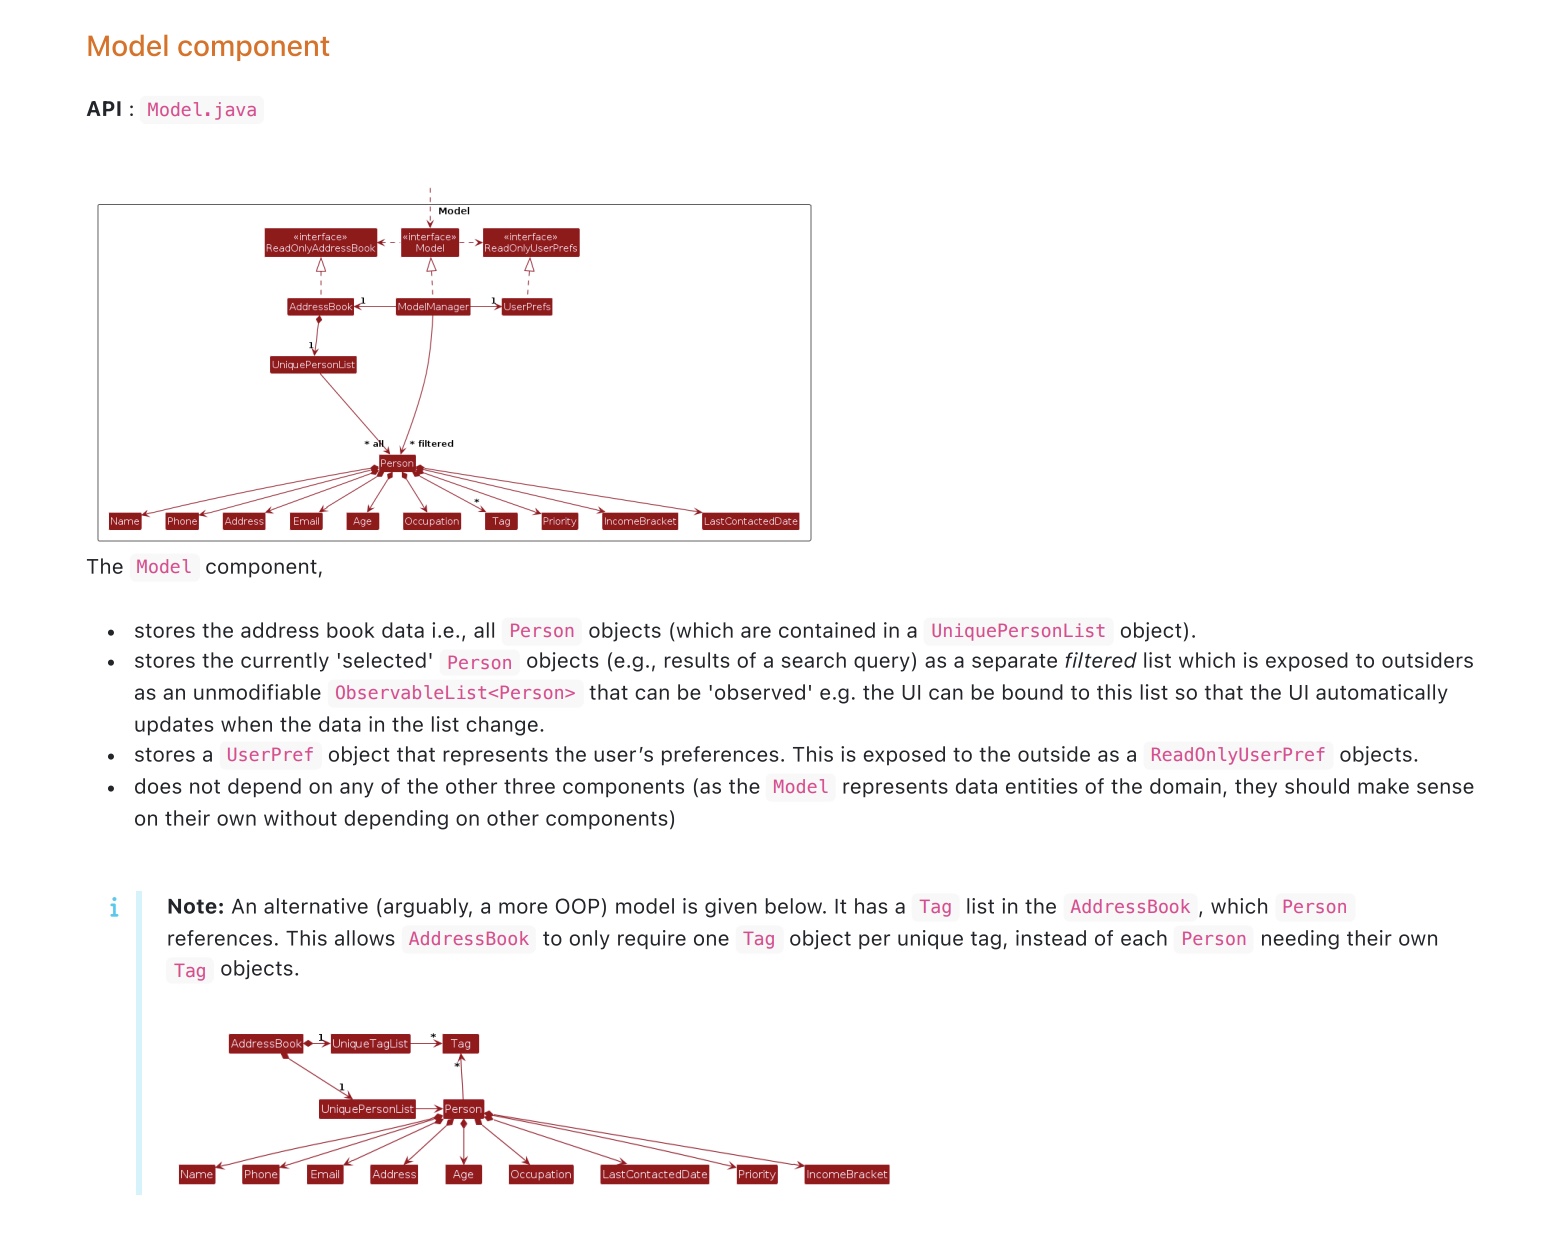 Model component
API : Model.java
Model
«interface» «interface» «interface»
ReadOnlyAddressBook Model ReadOnlyUserPrefs
AddressBook 1 ModelManager 1 UserPrefs
1
UniquePersonList
* all * filtered
Person
*
Name Phone Address Email Age Occupation Tag Priority IncomeBracket LastContactedDate
The Model component,
• stores the address book data i.e., all Person objects (which are contained in a UniquePersonList object).
• stores the currently 'selected' Person objects (e.g., results of a search query) as a separate filtered list which is exposed to outsiders
as an unmodifiable ObservableList<Person> that can be 'observed' e.g. the UI can be bound to this list so that the UI automatically
updates when the data in the list change.
• stores a UserPref object that represents the user’s preferences. This is exposed to the outside as a ReadOnlyUserPref objects.
• does not depend on any of the other three components (as the Model represents data entities of the domain, they should make sense
on their own without depending on other components)
i Note: An alternative (arguably, a more OOP) model is given below. It has a Tag list in the AddressBook, which Person
references. This allows AddressBook to only require one Tag object per unique tag, instead of each Person needing their own
Tag objects.
AddressBook 1 UniqueTagList * Tag
*
1
UniquePersonList Person
Name Phone Email Address Age Occupation LastContactedDate Priority IncomeBracket